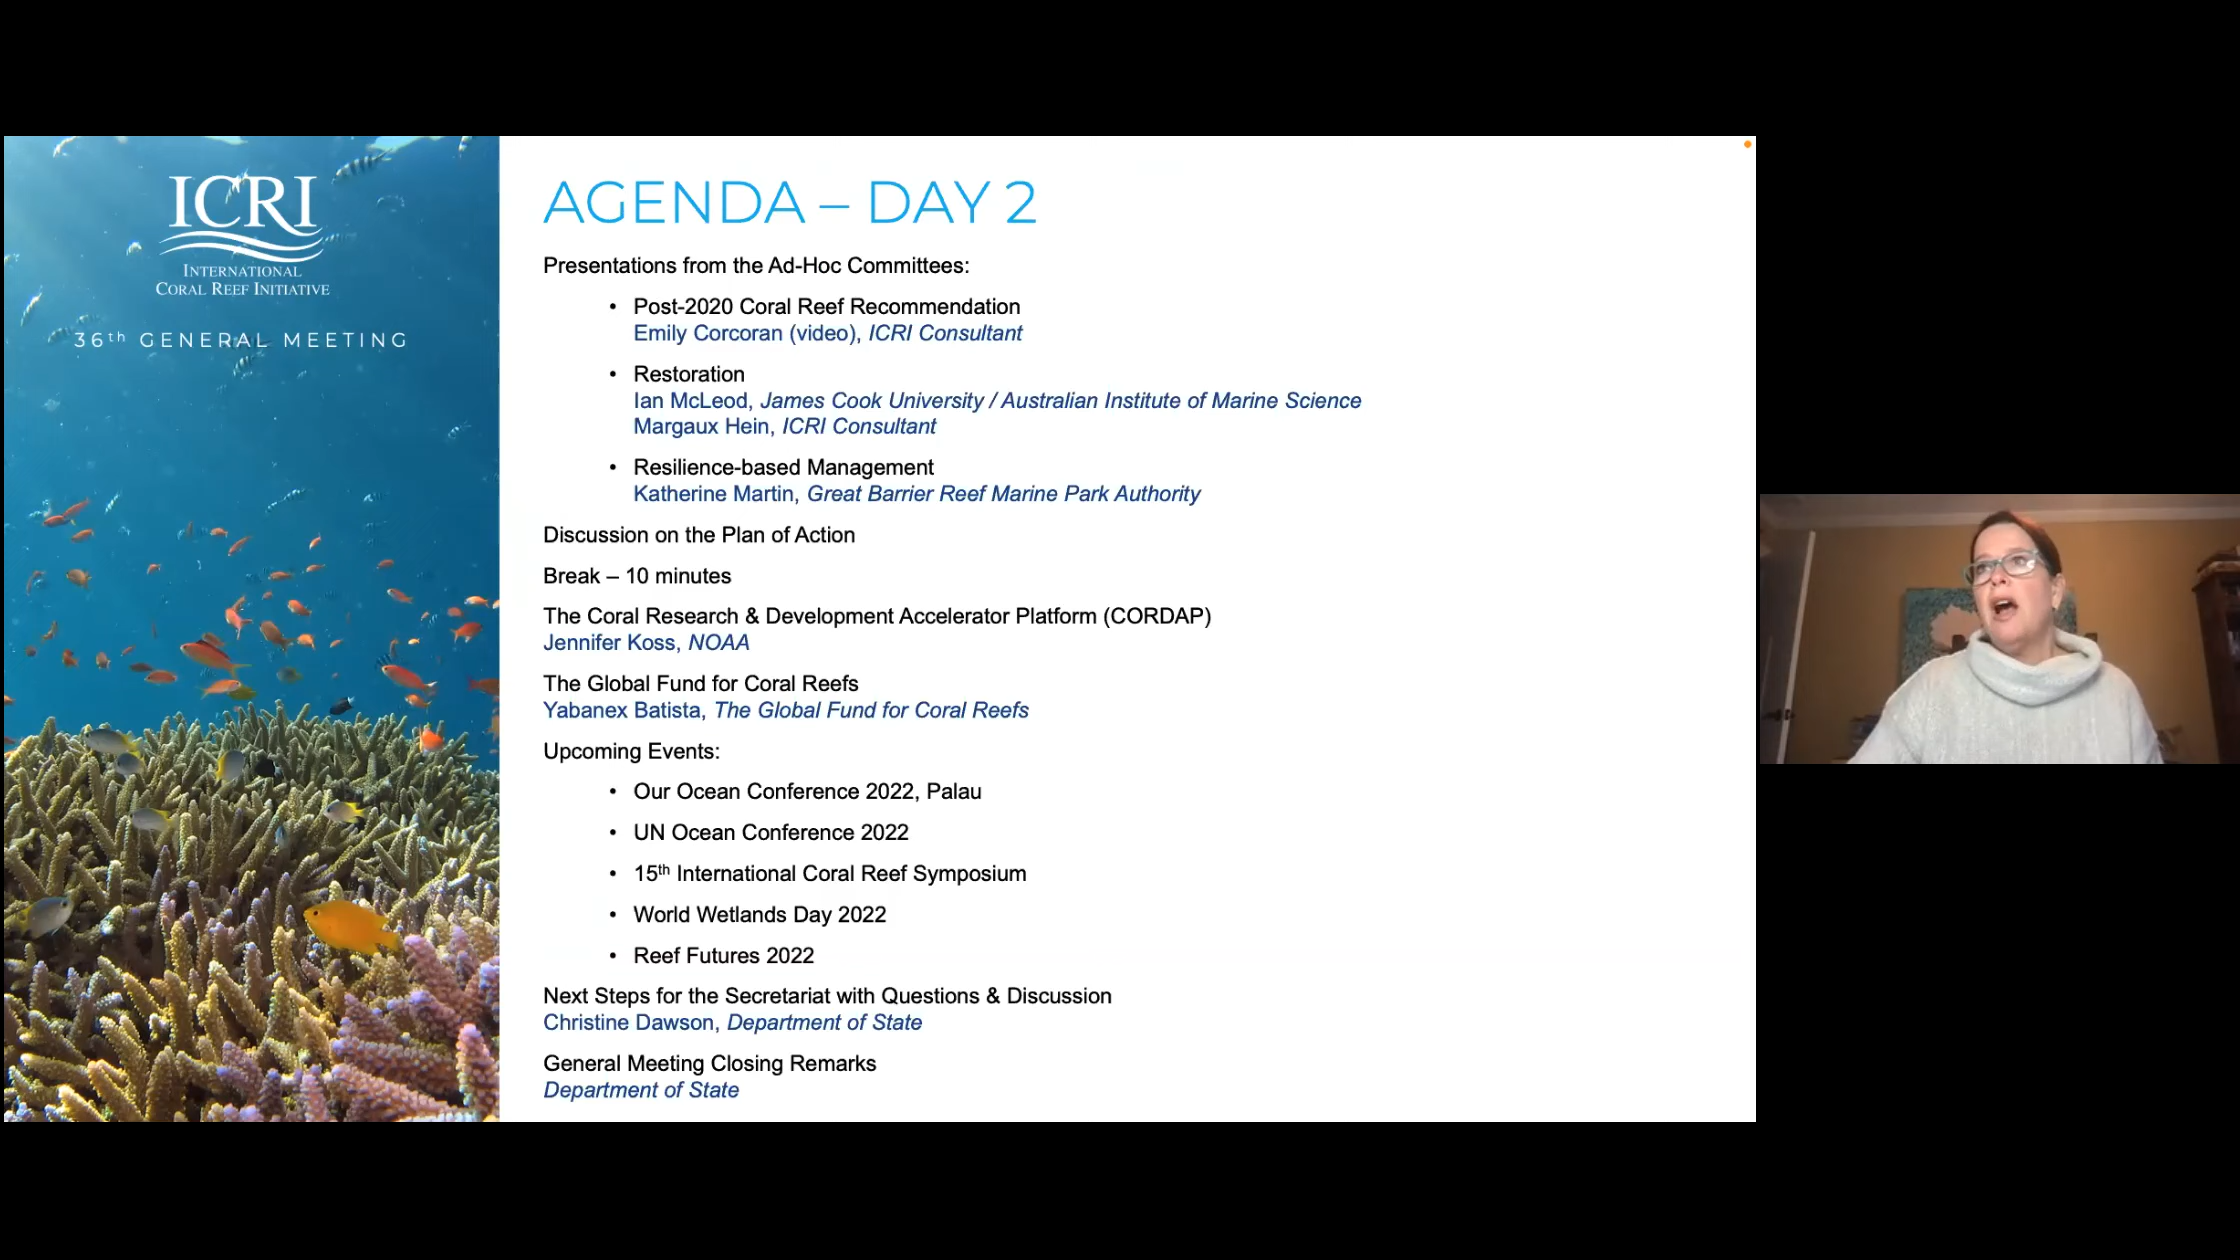 ICRI
INTERNATIONAL
CORAL REEF INITIATIVE
36th GENERAL MEETING
AGENDA – DAY 2
Presentations from the Ad-Hoc Committees:
• Post-2020 Coral Reef Recommendation
Emily Corcoran (video), ICRI Consultant
• Restoration
Ian McLeod, James Cook University / Australian Institute of Marine Science
Margaux Hein, ICRI Consultant
• Resilience-based Management
Katherine Martin, Great Barrier Reef Marine Park Authority
Discussion on the Plan of Action
Break – 10 minutes
The Coral Research & Development Accelerator Platform (CORDAP)
Jennifer Koss, NOAA
The Global Fund for Coral Reefs
Yabanex Batista, The Global Fund for Coral Reefs
Upcoming Events:
• Our Ocean Conference 2022, Palau
• UN Ocean Conference 2022
• 15th International Coral Reef Symposium
• World Wetlands Day 2022
• Reef Futures 2022
Next Steps for the Secretariat with Questions & Discussion
Christine Dawson, Department of State
General Meeting Closing Remarks
Department of State